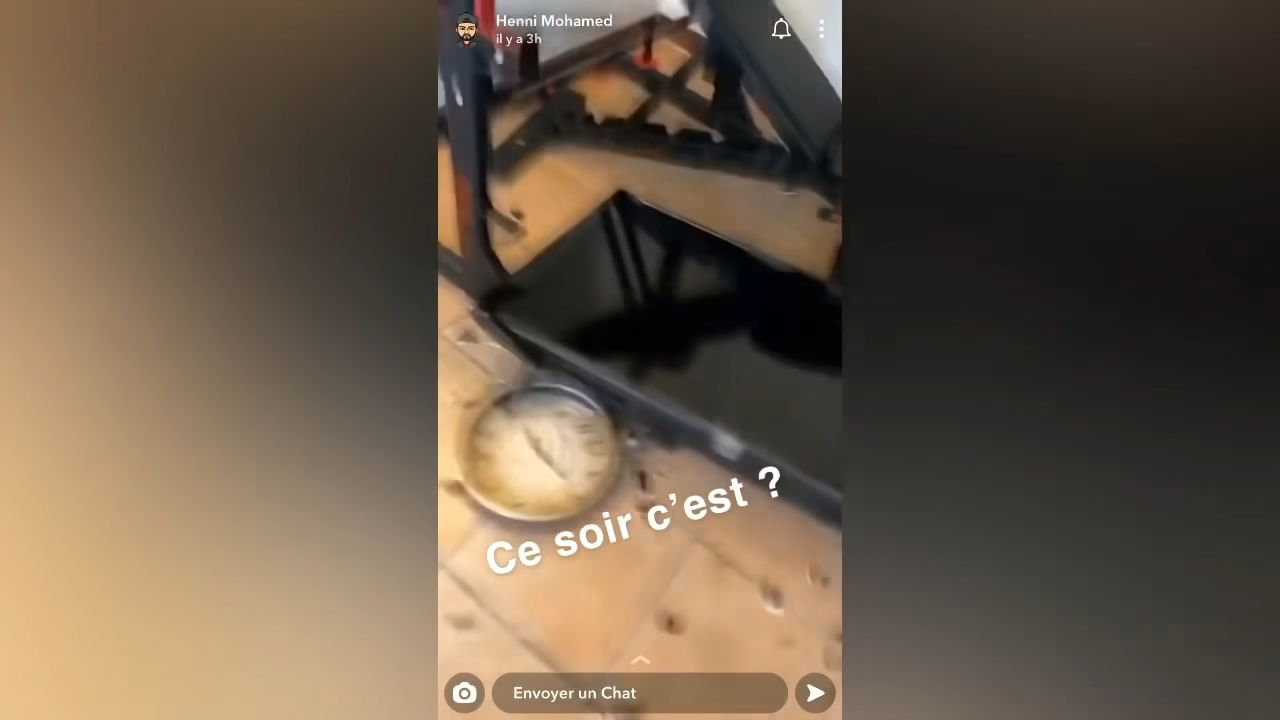 Henni Mohamed
il y a 3h
Ce soir c’est ?
Envoyer un Chat